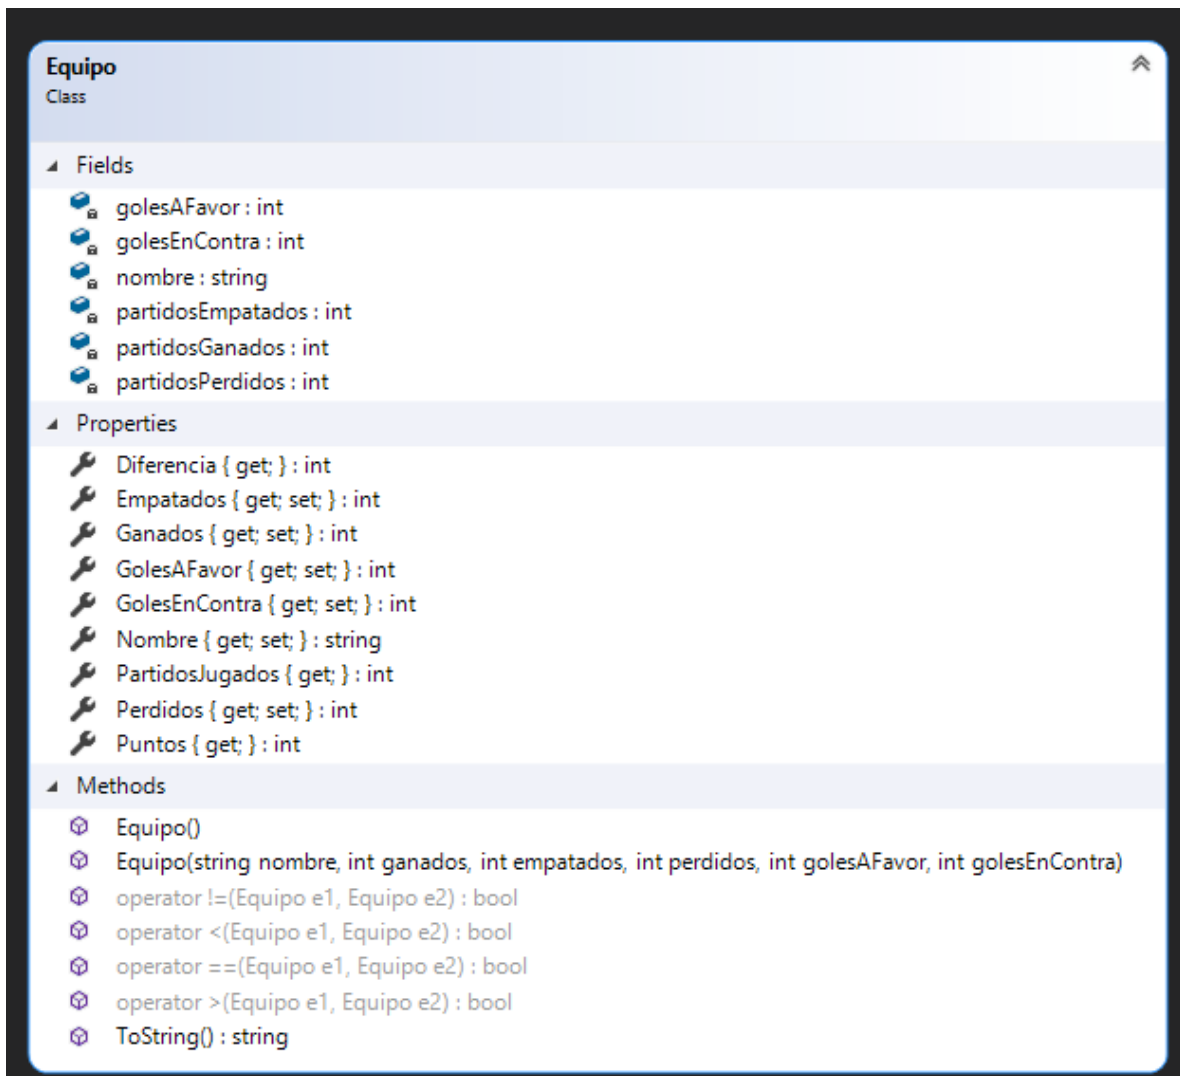 Equipo
Class
Fields
golesAFavor : int
golesEnContra : int
nombre : string
partidosEmpatados : int
partidosGanados : int
partidosPerdidos : int
Properties
Diferencia { get; } : int
Empatados { get; set; } : int
Ganados { get; set; } : int
GolesAFavor { get; set; } : int
GolesEnContra { get; set; } : int
Nombre { get; set; } : string
PartidosJugados { get; } : int
Perdidos { get; set; } : int
Puntos { get; } : int
Methods
Equipo()
Equipo(string nombre, int ganados, int empatados, int perdidos, int golesAFavor, int golesEnContra)
operator !=(Equipo e1, Equipo e2) : bool
operator <(Equipo e1, Equipo e2) : bool
operator ==(Equipo e1, Equipo e2) : bool
operator >(Equipo e1, Equipo e2) : bool
ToString() : string